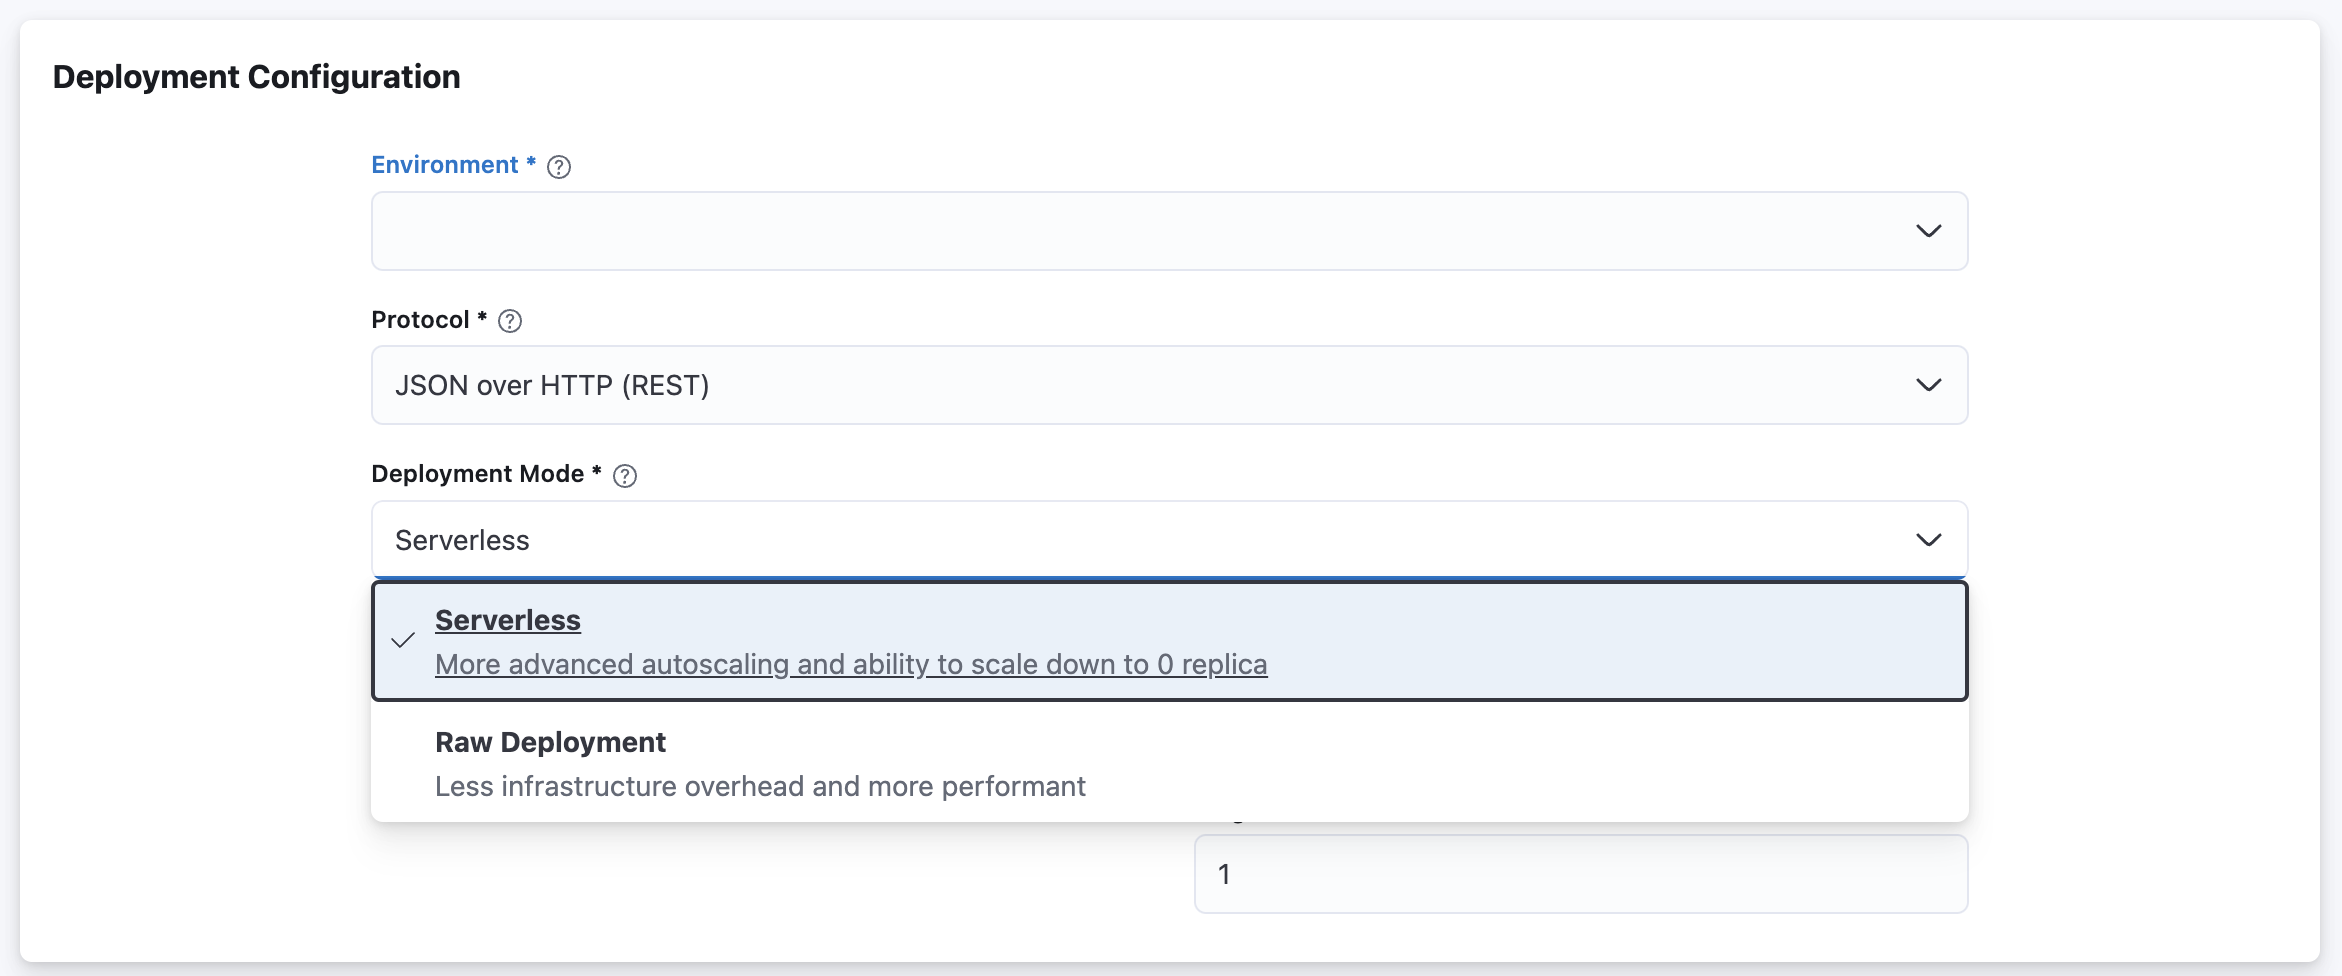 Deployment Configuration
Environment *
Protocol *
JSON over HTTP (REST)
Deployment Mode *
Serverless
Serverless
More advanced autoscaling and ability to scale down to 0 replica
Raw Deployment
Less infrastructure overhead and more performant
1